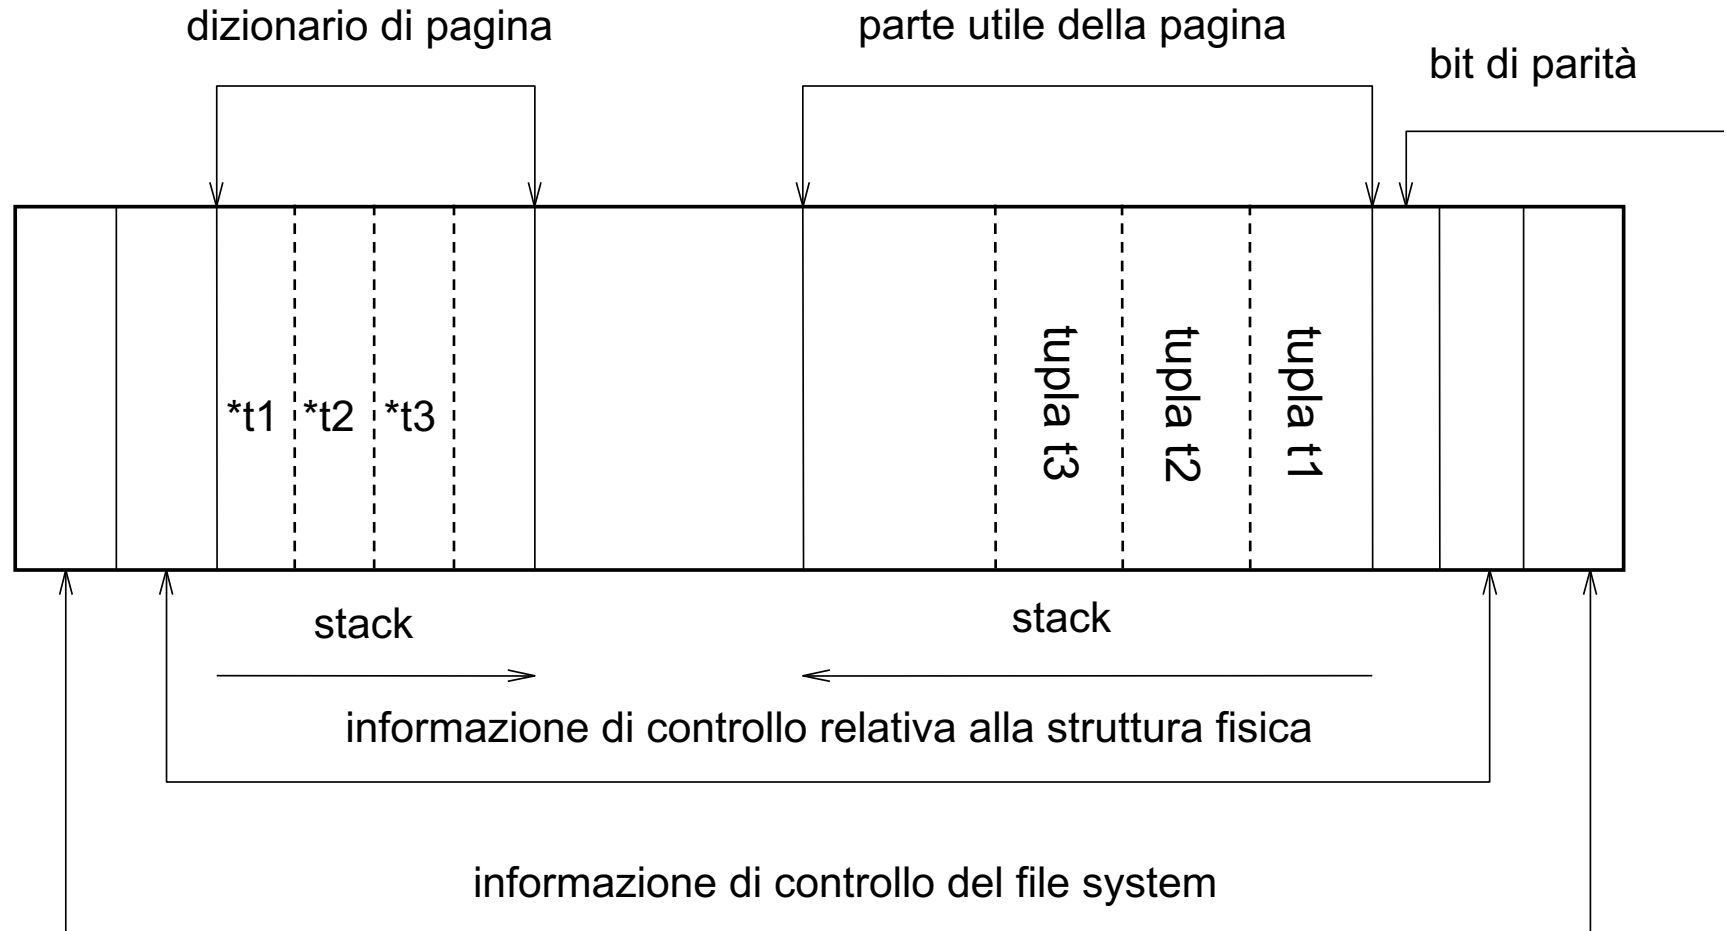 dizionario di pagina
parte utile della pagina
bit di parità
*t1
*t2
*t3
tupla t3
tupla t2
tupla t1
stack
stack
informazione di controllo relativa alla struttura fisica
informazione di controllo del file system